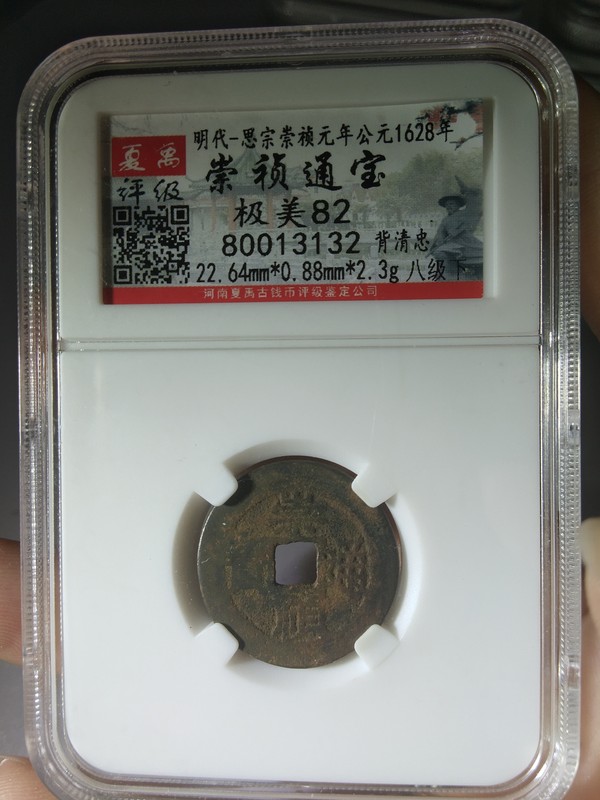 明代-思宗崇祯元年公元1628年
夏禹
评级
崇祯通宝
极美82
80013132 背清忠
22.64mm*0.88mm*2.3g 八级下
河南夏禹古钱币评级鉴定公司
崇
通